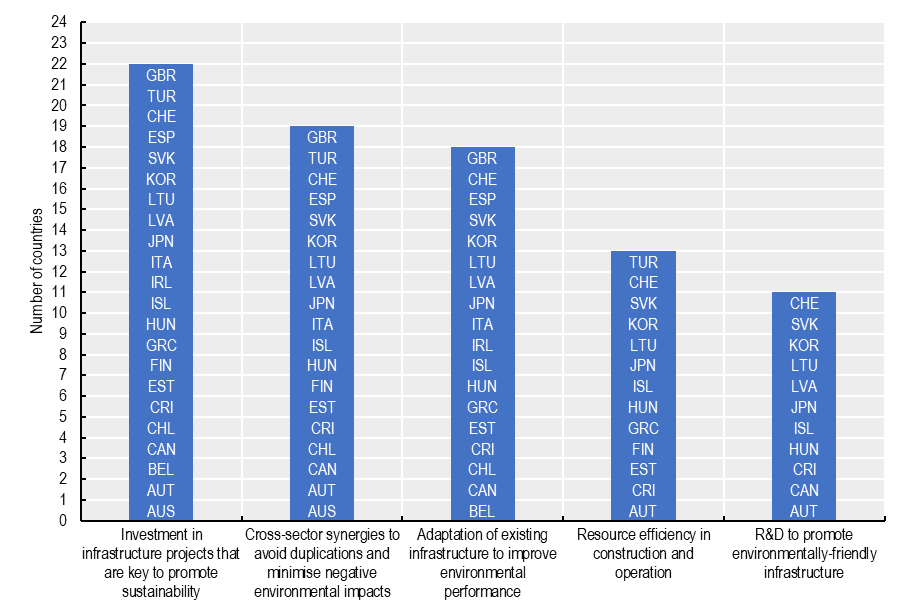 Number of countries
24
23
22
21
20
19
18
17
16
15
14
13
12
11
10
9
8
7
6
5
4
3
2
1
0
GBR
TUR
CHE
ESP
SVK
KOR
LTU
LVA
JPN
ITA
IRL
ISL
HUN
GRC
FIN
EST
CRI
CHL
CAN
BEL
AUT
AUS
GBR
TUR
CHE
ESP
SVK
KOR
LTU
LVA
JPN
ITA
ISL
HUN
FIN
EST
CRI
CHL
CAN
AUT
AUS
GBR
CHE
ESP
SVK
KOR
LTU
LVA
JPN
ITA
IRL
ISL
HUN
GRC
EST
CRI
CHL
CAN
BEL
TUR
CHE
SVK
KOR
LTU
JPN
ISL
HUN
GRC
FIN
EST
CRI
AUT
CHE
SVK
KOR
LTU
LVA
JPN
ISL
HUN
CRI
CAN
AUT
Investment in
infrastructure projects that
are key to promote
sustainability
Cross-sector synergies to
avoid duplications and
minimise negative
environmental impacts
Adaptation of existing
infrastructure to improve
environmental
performance
Resource efficiency in
construction and
operation
R&D to promote
environmentally-friendly
infrastructure